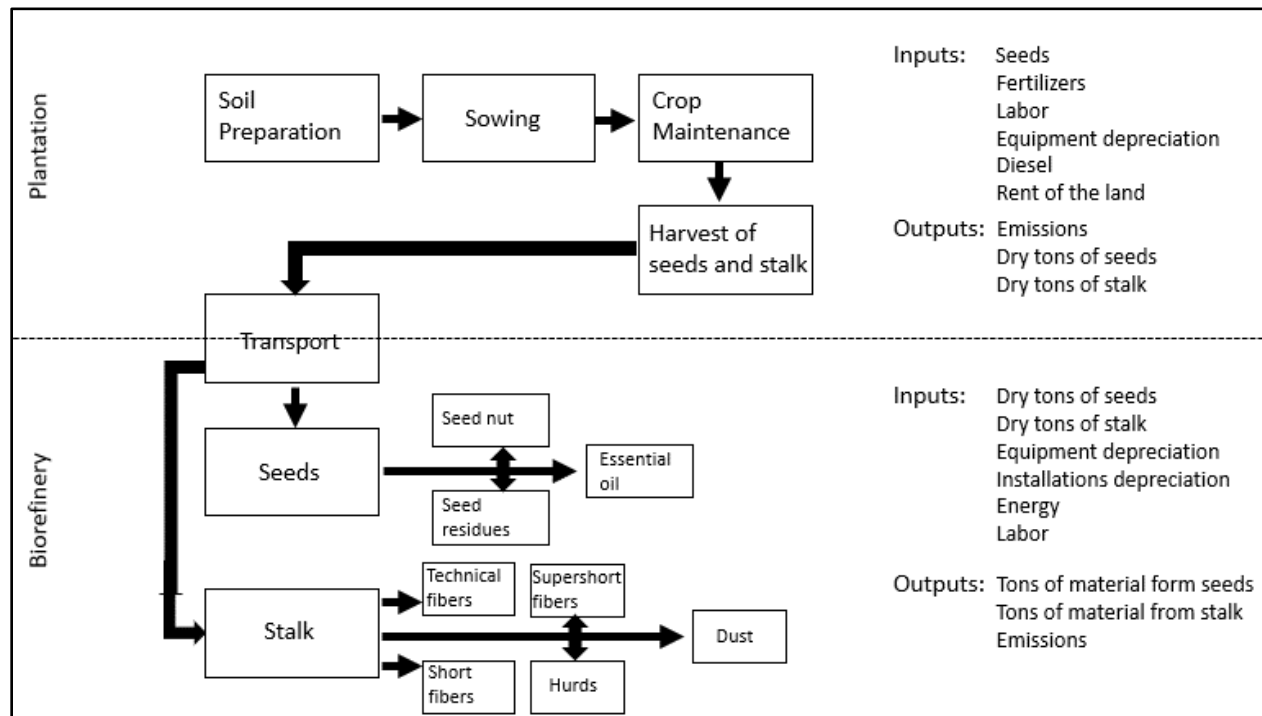 Plantation
Soil
Preparation
Sowing
Crop
Maintenance
Harvest of
seeds and stalk
Inputs: Seeds
Fertilizers
Labor
Equipment depreciation
Diesel
Rent of the land
Outputs: Emissions
Dry tons of seeds
Dry tons of stalk
Transport
Biorefinery
Seeds
Seed nut
Seed
residues
Essential
oil
Stalk
Technical
fibers
Short
fibers
Supershort
fibers
Hurds
Dust
Inputs: Dry tons of seeds
Dry tons of stalk
Equipment depreciation
Installations depreciation
Energy
Labor
Outputs: Tons of material form seeds
Tons of material from stalk
Emissions